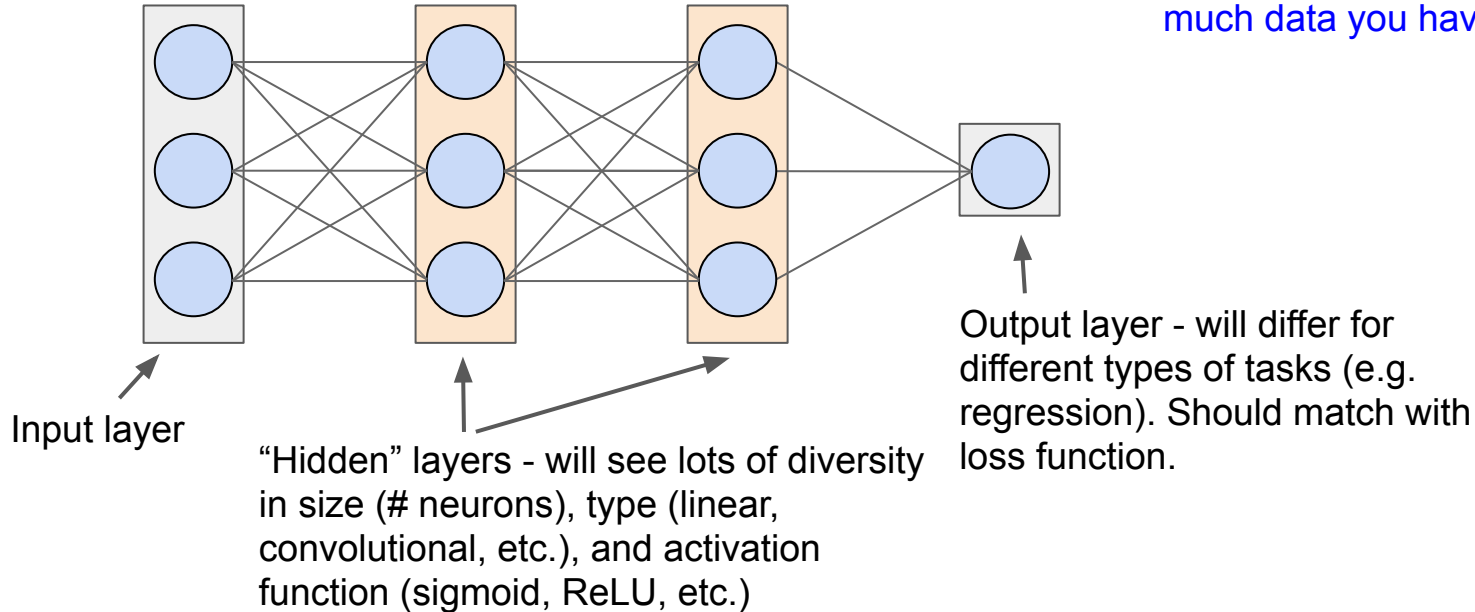 much data you hav
Input layer
“Hidden” layers - will see lots of diversity
in size (# neurons), type (linear,
convolutional, etc.), and activation
function (sigmoid, ReLU, etc.)
Output layer - will differ for
different types of tasks (e.g.
regression). Should match with
loss function.